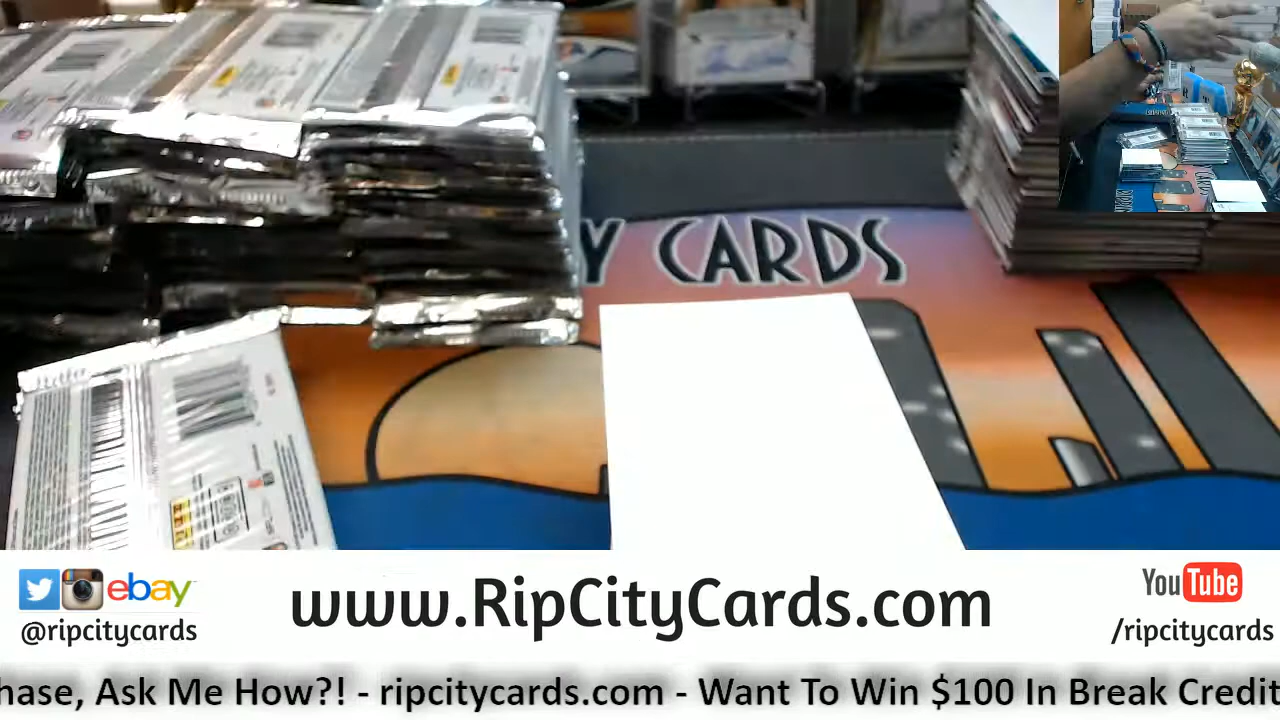 Y CARDS
ebay
@ripcitycards
www.RipCityCards.com
YouTube
/ripcitycards
hase, Ask Me How?! - ripcitycards.com - Want To Win $100 In Break Credit